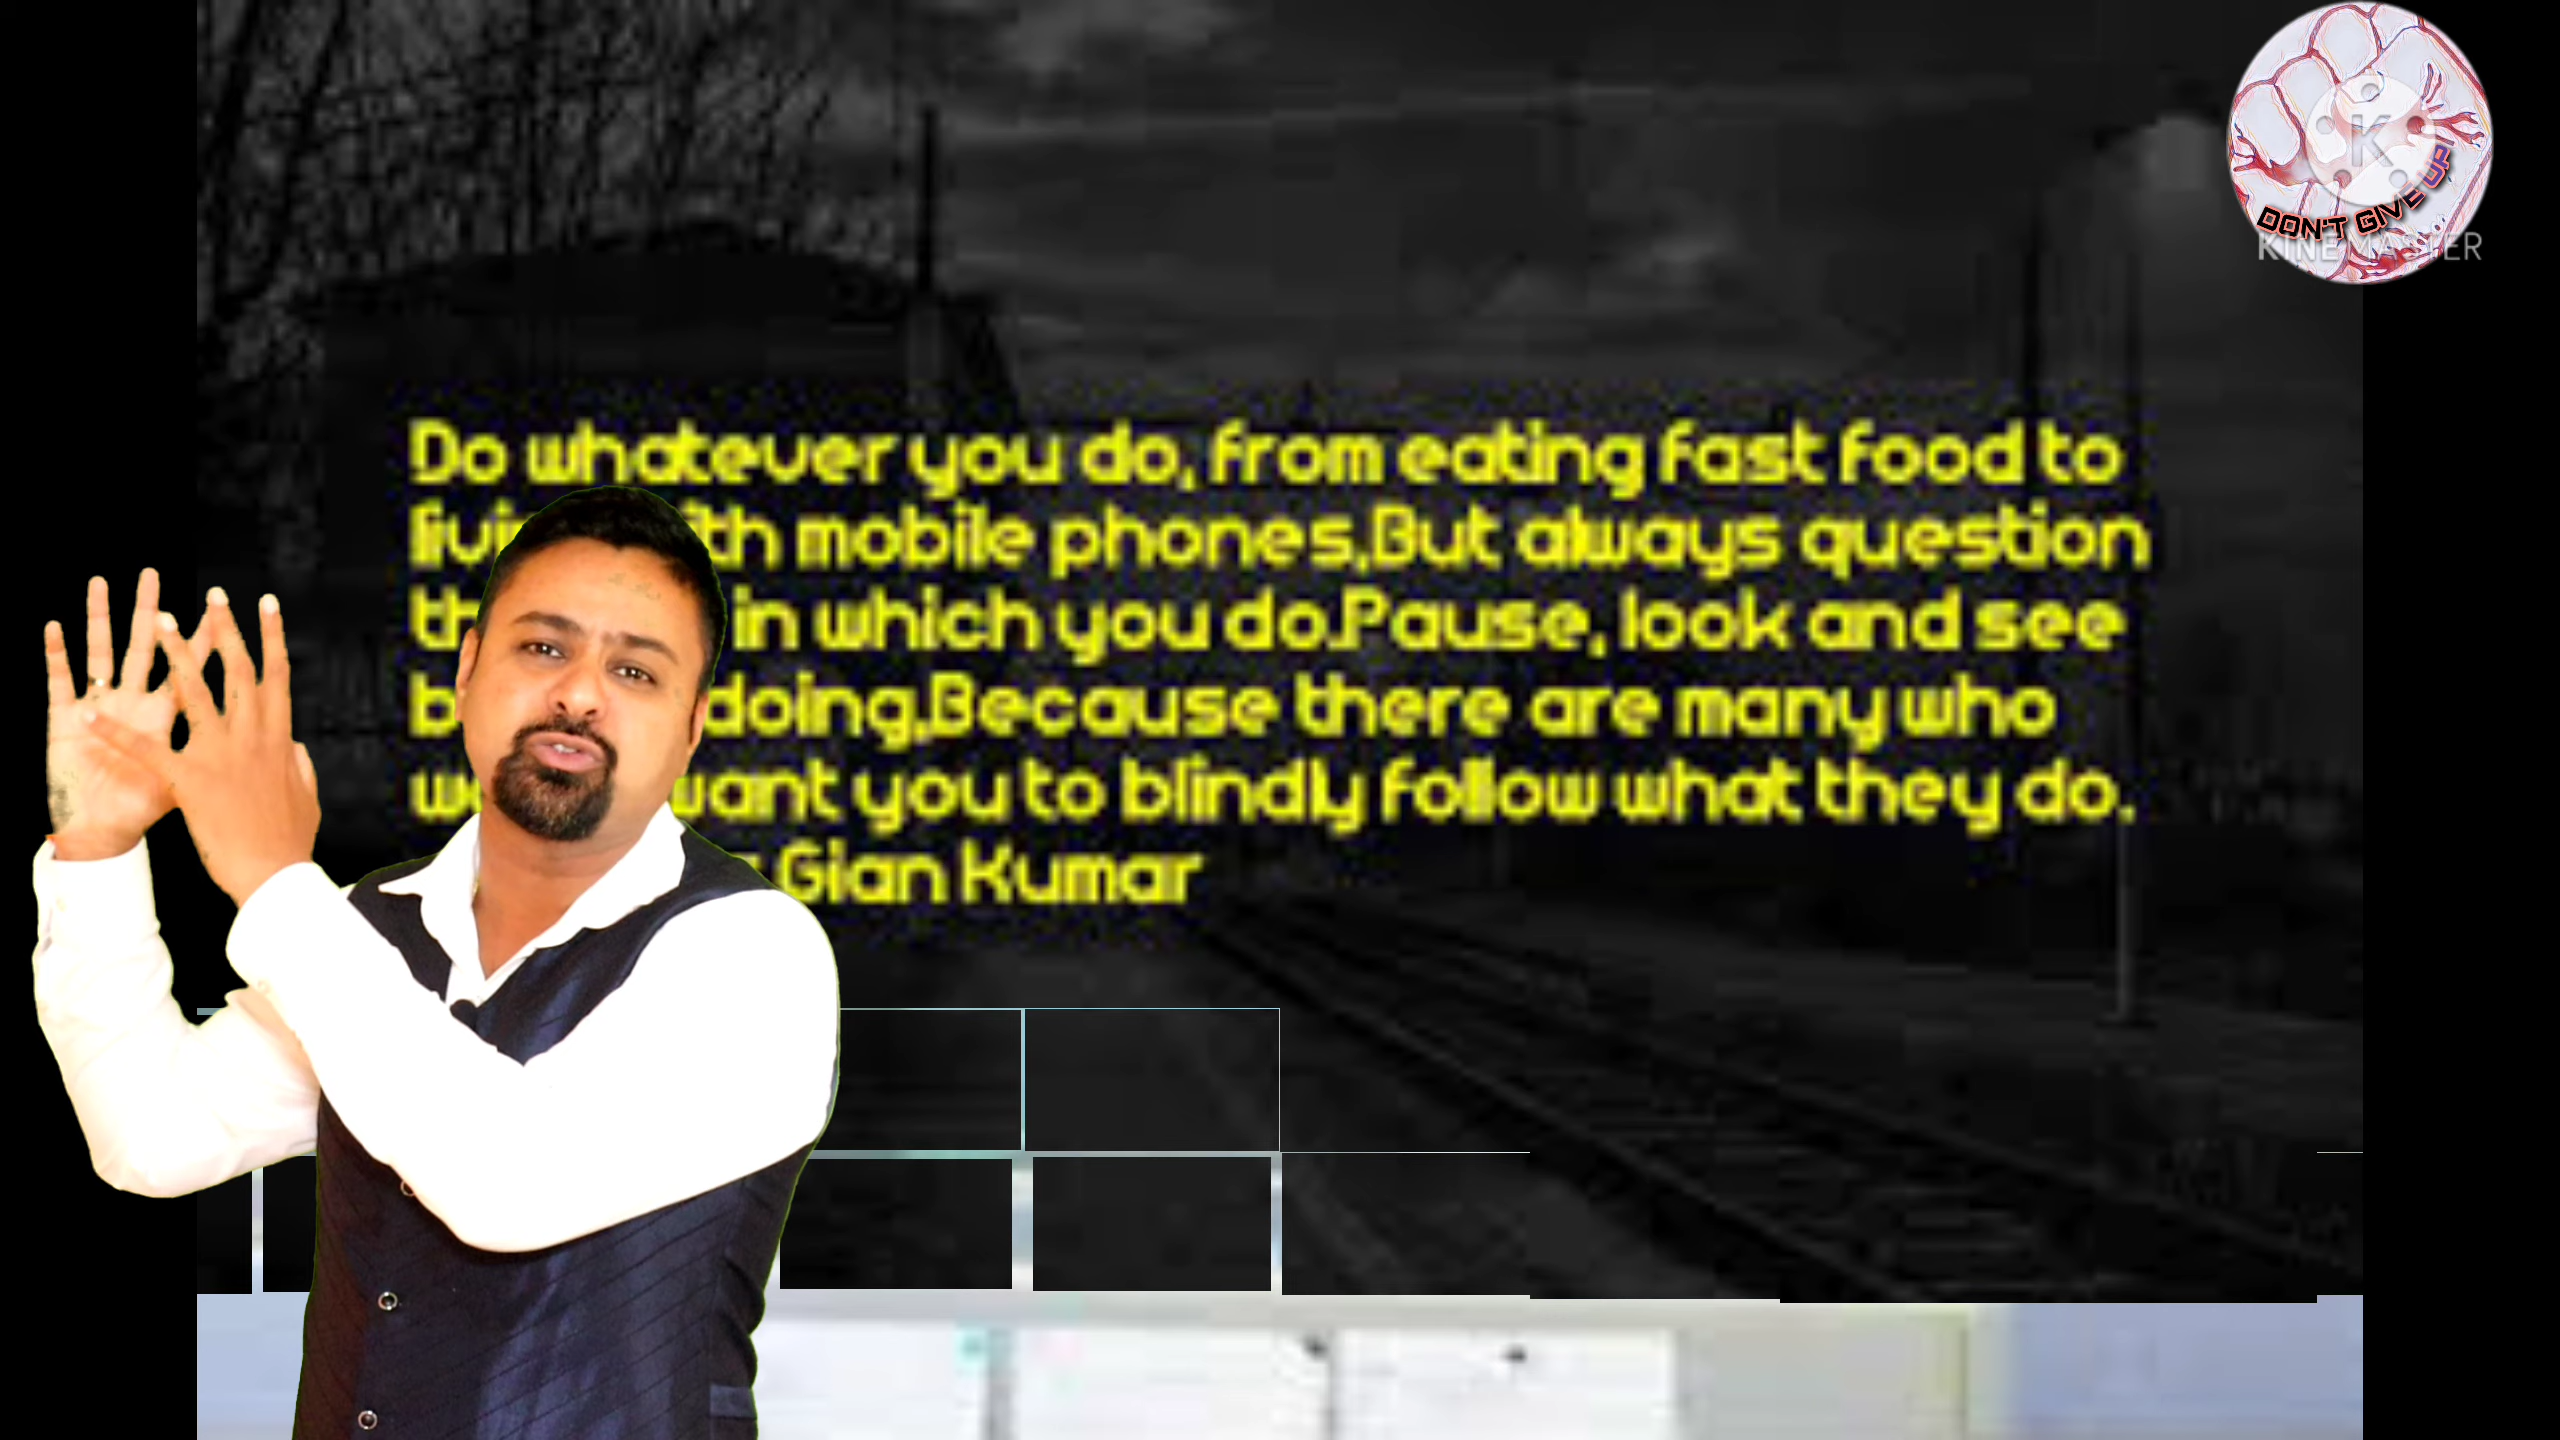 Do whatever you do, from eating fast food to
mobile phones,But always question
in which you do.Pause, look and see
doing,Because there are many who
want you to blindly follow what they do.
Gian Kumar
K
DON'T GIVE UP!
KINEMASTER